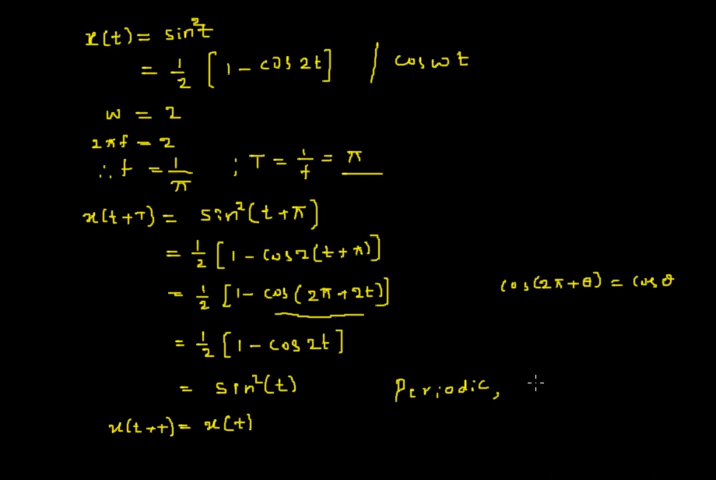 x(t) = sin²t
= 1/2 [1 - cos 2t] / cos wt
w = 2
2πf = 2
∴ f = 1/π ; T = 1/f = π
x(t+T) = sin²(t+π)
= 1/2 [1 - cos 2(t+π)]
= 1/2 [1 - cos(2π+2t)] cos(2π+θ) = cos θ
= 1/2 [1 - cos 2t]
= sin²(t) Periodic,
x(t+t) = x(t)